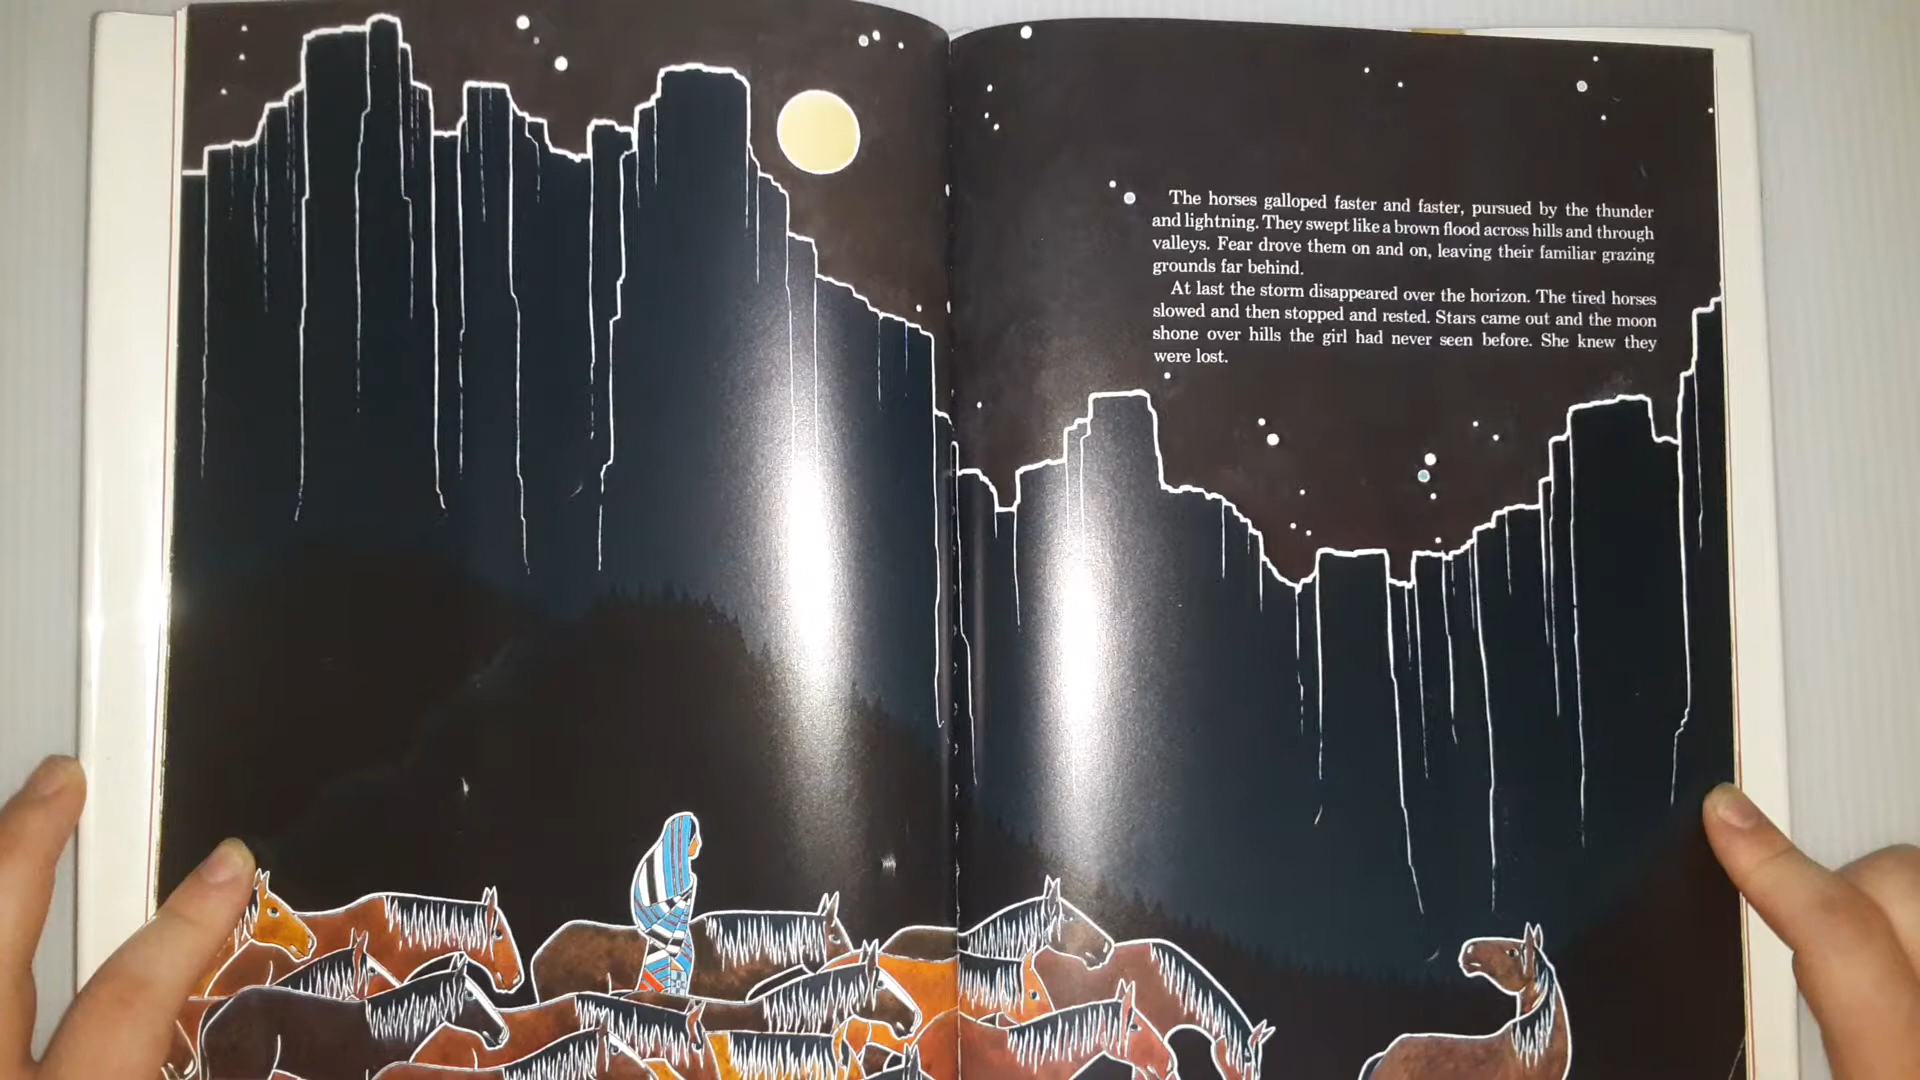 The horses galloped faster and faster, pursued by the thunder
and lightning. They swept like a brown flood across hills and through
valleys. Fear drove them on and on, leaving their familiar grazing
grounds far behind.
At last the storm disappeared over the horizon. The tired horses
slowed and then stopped and rested. Stars came out and the moon
shone over hills the girl had never seen before. She knew they
were lost.